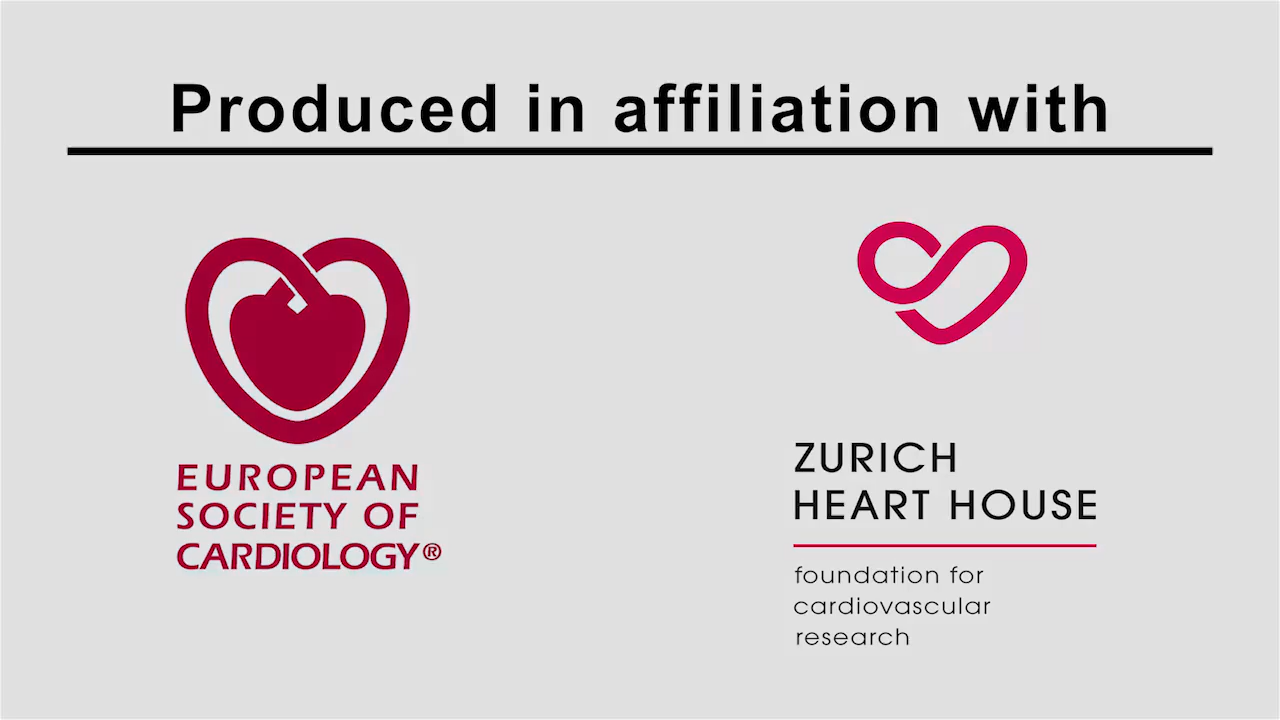 Produced in affiliation with
EUROPEAN
SOCIETY OF
CARDIOLOGY®
ZURICH
HEART HOUSE
foundation for
cardiovascular
research